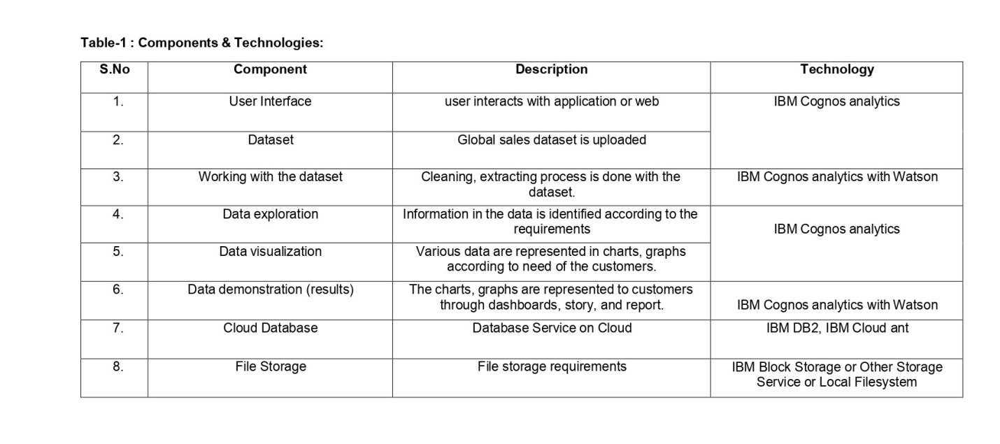 Table-1 : Components & Technologies:
S.No Component Description Technology
1. User Interface user interacts with application or web IBM Cognos analytics
2. Dataset Global sales dataset is uploaded
3. Working with the dataset Cleaning, extracting process is done with the IBM Cognos analytics with Watson
dataset.
4. Data exploration Information in the data is identified according to the
requirements IBM Cognos analytics
5. Data visualization Various data are represented in charts, graphs
according to need of the customers.
6. Data demonstration (results) The charts, graphs are represented to customers
through dashboards, story, and report. IBM Cognos analytics with Watson
7. Cloud Database Database Service on Cloud IBM DB2, IBM Cloud ant
8. File Storage File storage requirements IBM Block Storage or Other Storage
Service or Local Filesystem